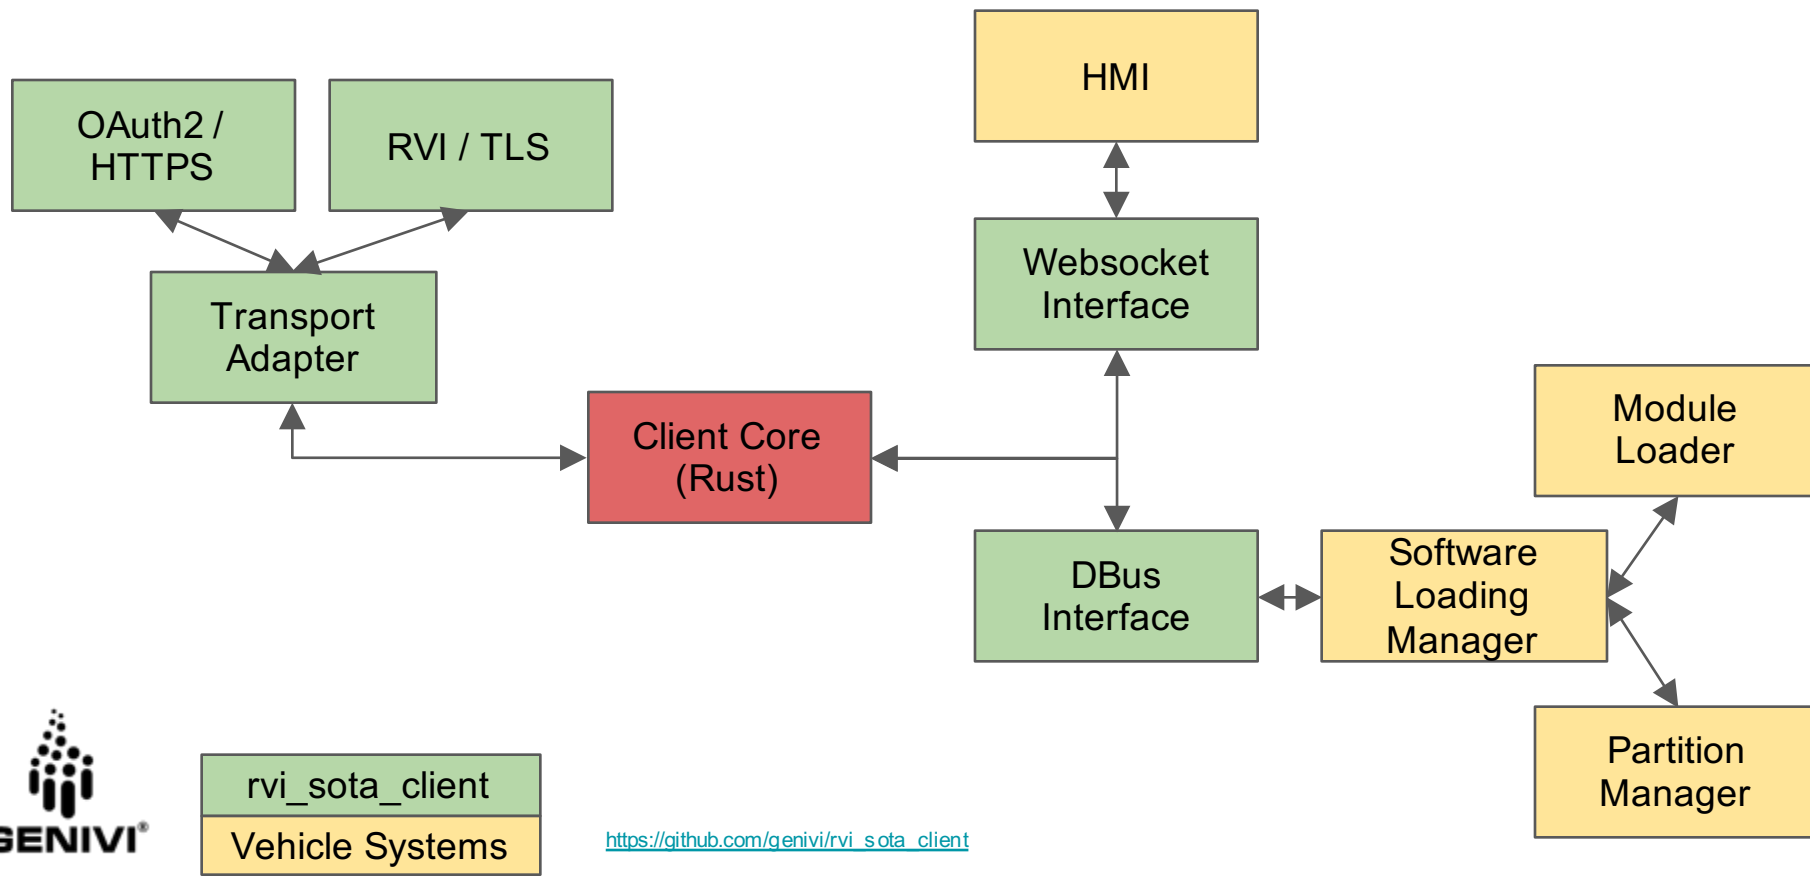 HMI
OAuth2 /
HTTPS
RVI / TLS
Websocket
Interface
Transport
Adapter
Client Core
(Rust)
Module
Loader
DBus
Interface
Software
Loading
Manager
Partition
Manager
GENIVI®
rvi_sota_client
Vehicle Systems
https://github.com/genivi/rvi_sota_client